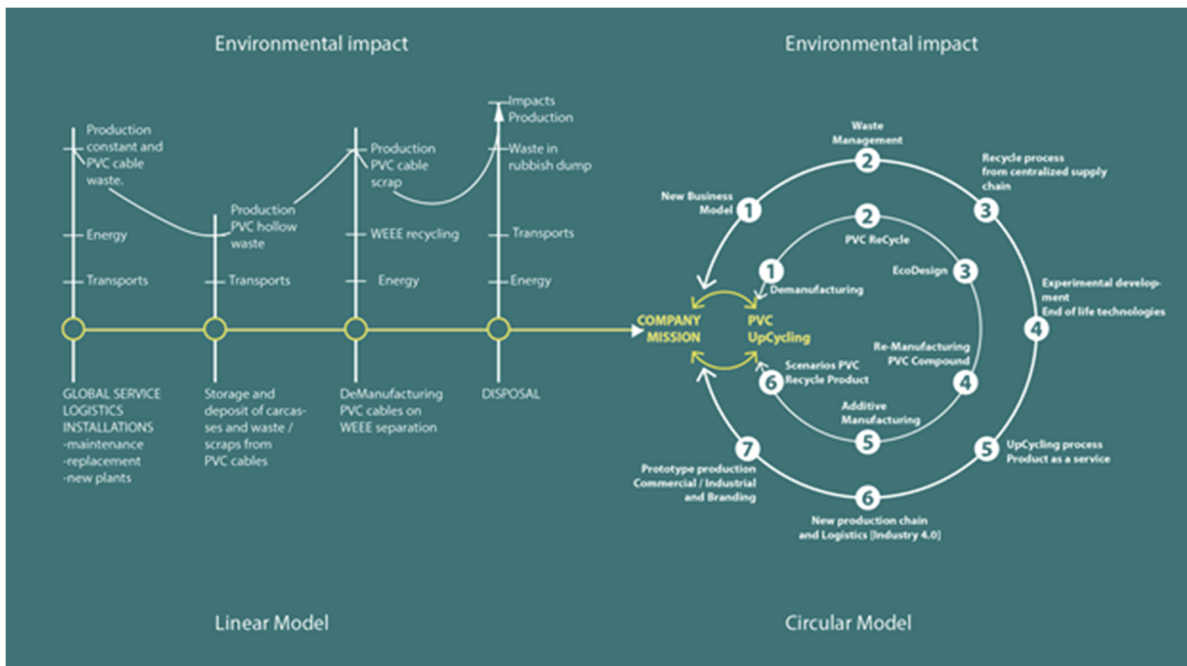 Environmental impact
Production
constant and
PVC cable
waste.
Energy
Transports
Production
PVC hollow
waste
Transports
Production
PVC cable
scrap
WEEE recycling
Energy
Impacts
Production
Waste in
rubbish dump
Transports
Energy
GLOBAL SERVICE
LOGISTICS
INSTALLATIONS
-maintenance
-replacement
-new plants
Storage and
deposit of carcas-
ses and waste /
scraps from
PVC cables
DeManufacturing
PVC cables on
WEEE separation
DISPOSAL
Linear Model
Environmental impact
COMPANY
MISSION
PVC
UpCycling
New Business
Model
1
Waste
Management
2
Recycle process
from centralized supply
chain
3
Experimental develop-
ment
End of life technologies
4
UpCycling process
Product as a service
5
6
New production chain
and Logistics [Industry 4.0]
7
Prototype production
Commercial / Industrial
and Branding
1
Demanufacturing
2
PVC ReCycle
EcoDesign
3
Re-Manufacturing
PVC Compound
4
Additive
Manufacturing
5
Scenarios PVC
Recycle Product
6
Circular Model